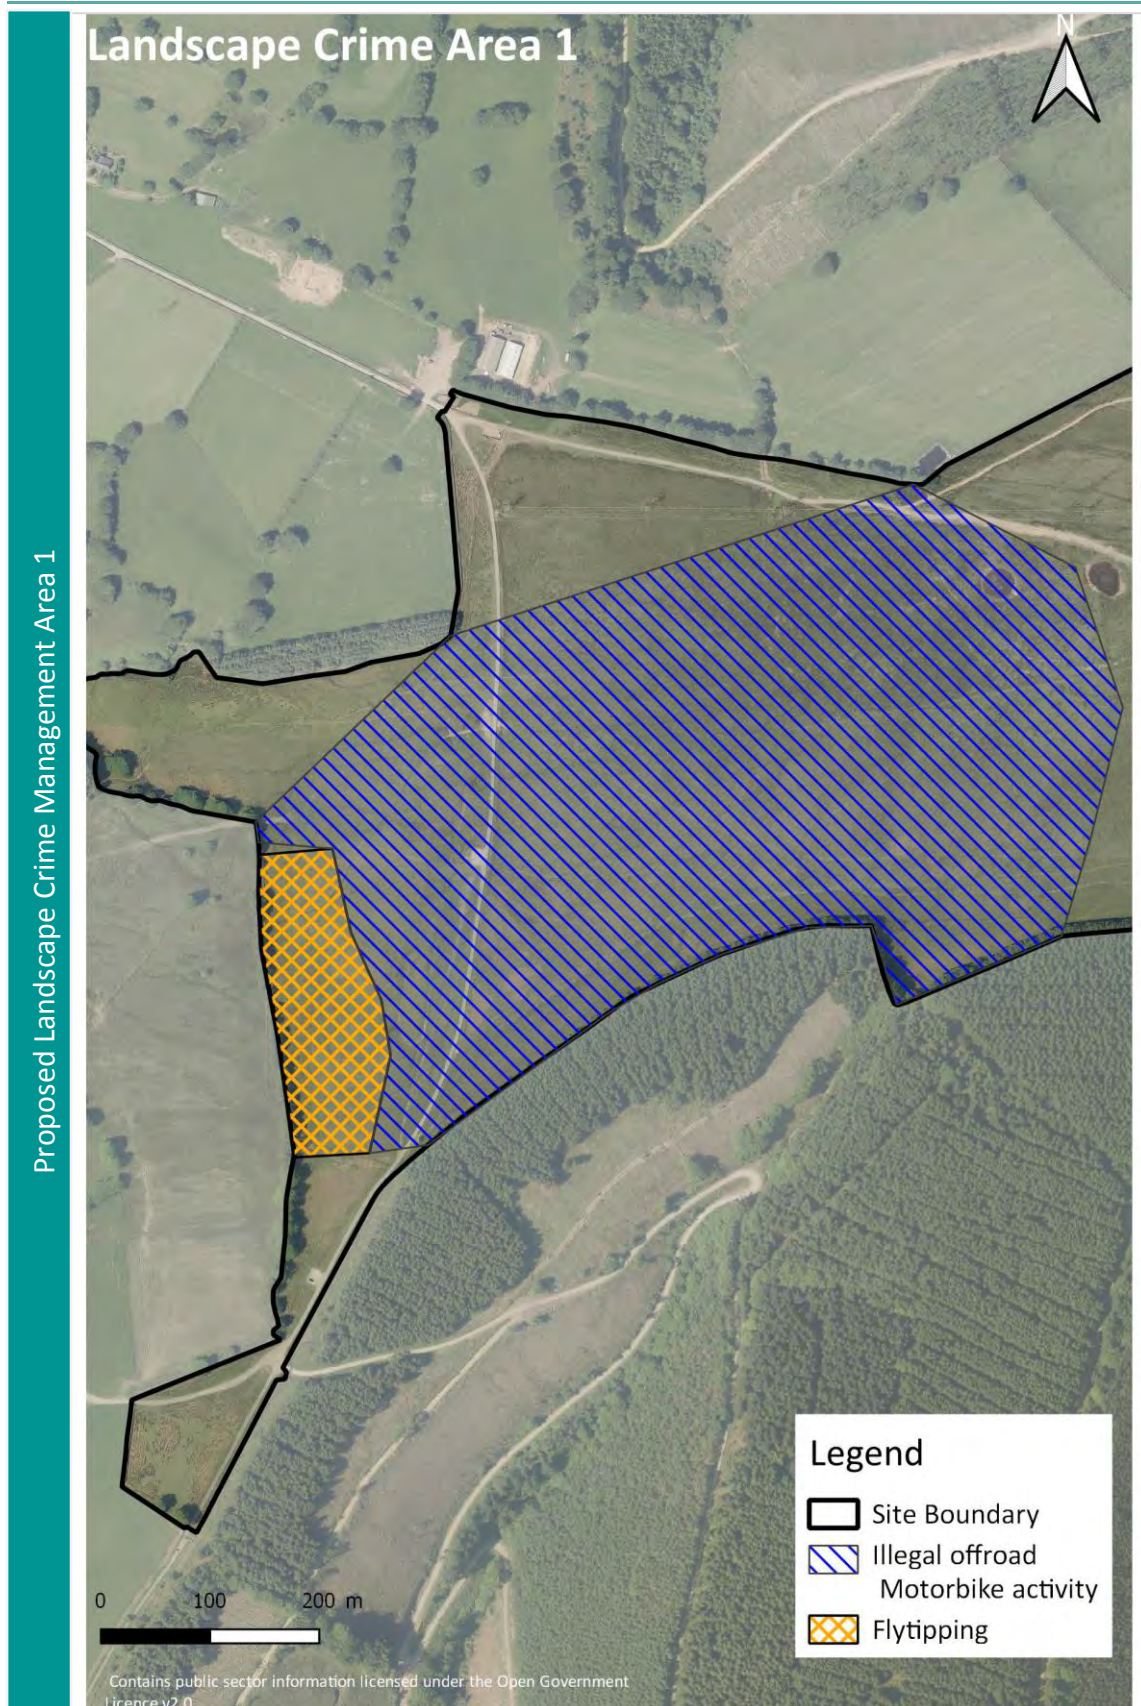 Proposed Landscape Crime Management Area 1
Landscape Crime Area 1
N
Legend
Site Boundary
Illegal offroad
Motorbike activity
Flytipping
0 100 200 m
Contains public sector information licensed under the Open Government
Licence v2.0